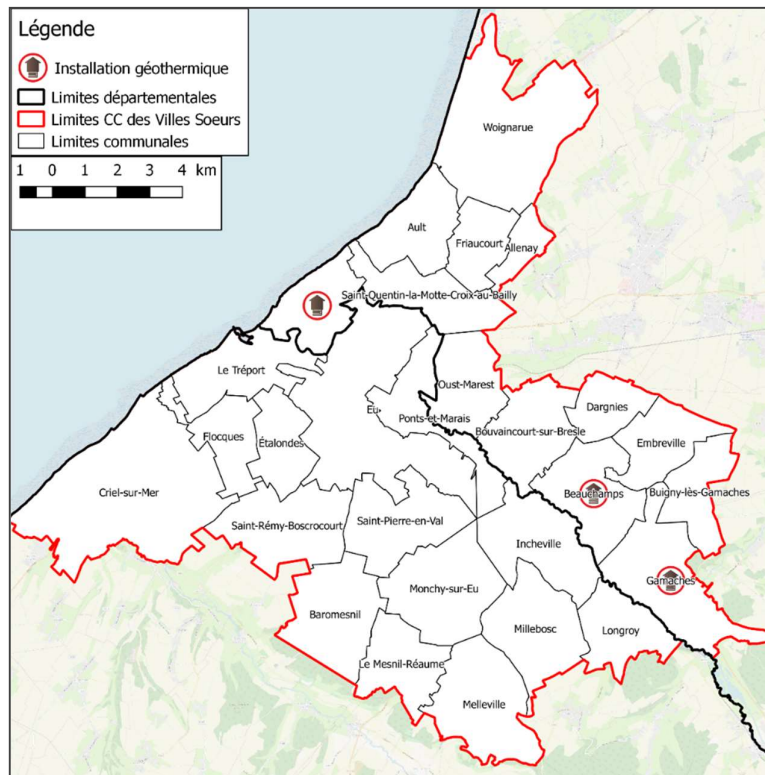 Légende
Installation géothermique
Limites départementales
Limites CC des Villes Soeurs
Limites communales
1 0 1 2 3 4 km
Woignarue
Ault
Friaucourt
Allenay
Saint-Quentin-la-Motte-Croix-au-Bailly
Le Tréport
Oust-Marest
Eu
Ponts-et-Marais
Dargnies
Flocques
Étalondes
Bouvaincourt-sur-Bresle
Embreville
Criel-sur-Mer
Beauchamps
Buigny-lès-Gamaches
Saint-Rémy-Boscrocourt
Saint-Pierre-en-Val
Incheville
Gamaches
Monchy-sur-Eu
Baromesnil
Millebosc
Longroy
Le Mesnil-Réaume
Melleville